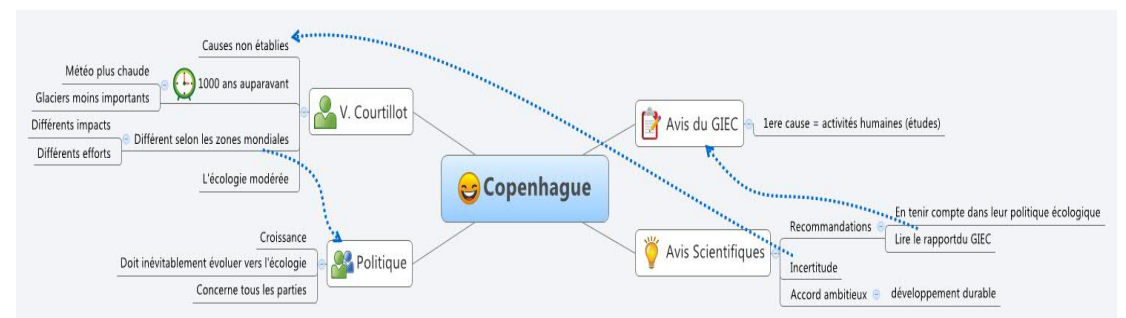 Causes non établies
Météo plus chaude
1000 ans auparavant
Glaciers moins importants
V. Courtillot
Différents impacts
Différent selon les zones mondiales
Différents efforts
L'écologie modérée
Avis du GIEC
1ere cause = activités humaines (études)
Copenhague
Croissance
Doit inévitablement évoluer vers l'écologie
Politique
Concerne tous les parties
Avis Scientifiques
En tenir compte dans leur politique écologique
Recommandations
Lire le rapportdu GIEC
Incertitude
Accord ambitieux
développement durable